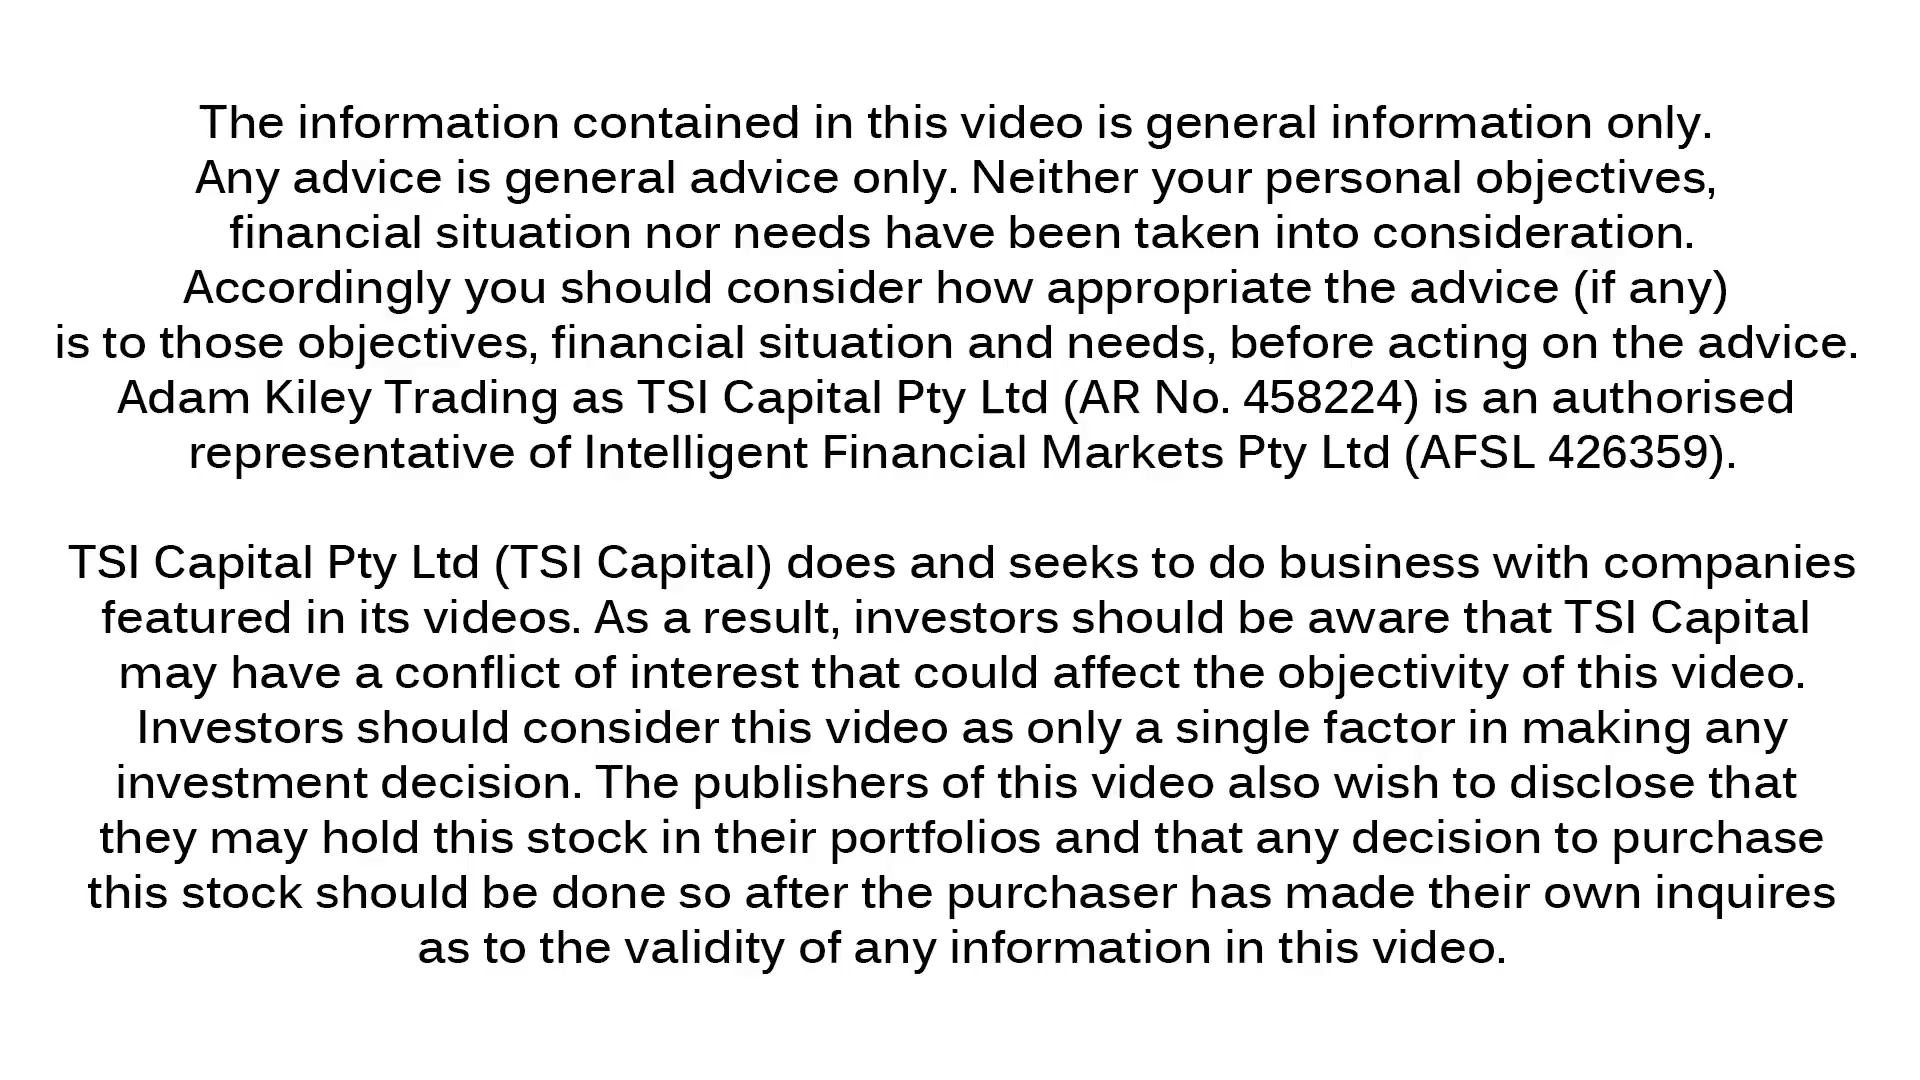 The information contained in this video is general information only.
Any advice is general advice only. Neither your personal objectives,
financial situation nor needs have been taken into consideration.
Accordingly you should consider how appropriate the advice (if any)
is to those objectives, financial situation and needs, before acting on the advice.
Adam Kiley Trading as TSI Capital Pty Ltd (AR No. 458224) is an authorised
representative of Intelligent Financial Markets Pty Ltd (AFSL 426359).
TSI Capital Pty Ltd (TSI Capital) does and seeks to do business with companies
featured in its videos. As a result, investors should be aware that TSI Capital
may have a conflict of interest that could affect the objectivity of this video.
Investors should consider this video as only a single factor in making any
investment decision. The publishers of this video also wish to disclose that
they may hold this stock in their portfolios and that any decision to purchase
this stock should be done so after the purchaser has made their own inquires
as to the validity of any information in this video.